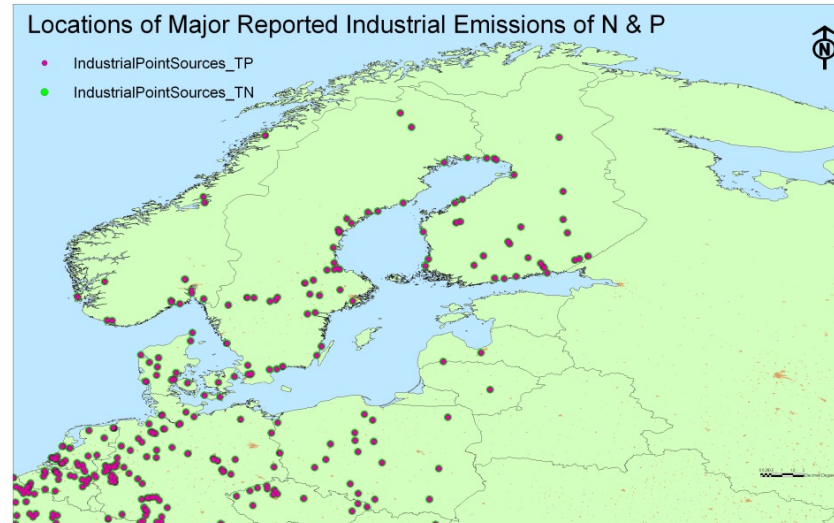 Locations of Major Reported Industrial Emissions of N & P
IndustrialPointSources_TP
IndustrialPointSources_TN
N